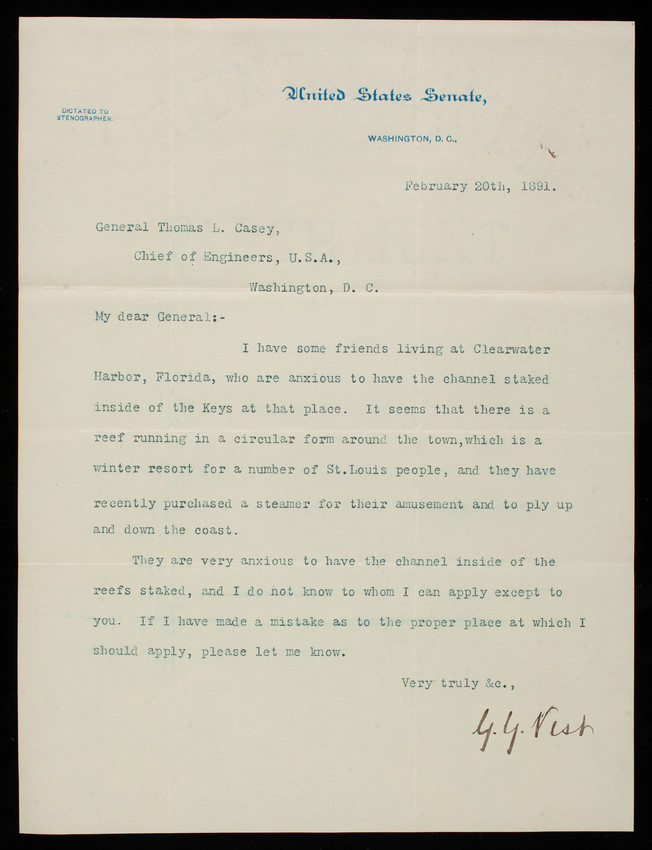 United States Senate,
DICTATED TO
STENOGRAPHER.
WASHINGTON, D. C.,
February 20th, 1891.
General Thomas L. Casey,
Chief of Engineers, U.S.A.,
Washington, D. C.
My dear General:-
I have some friends living at Clearwater
Harbor, Florida, who are anxious to have the channel staked
inside of the Keys at that place. It seems that there is a
reef running in a circular form around the town,which is a
winter resort for a number of St.Louis people, and they have
recently purchased a steamer for their amusement and to ply up
and down the coast.
They are very anxious to have the channel inside of the
reefs staked, and I do not know to whom I can apply except to
you. If I have made a mistake as to the proper place at which I
should apply, please let me know.
Very truly &c.,
G. G. Vest